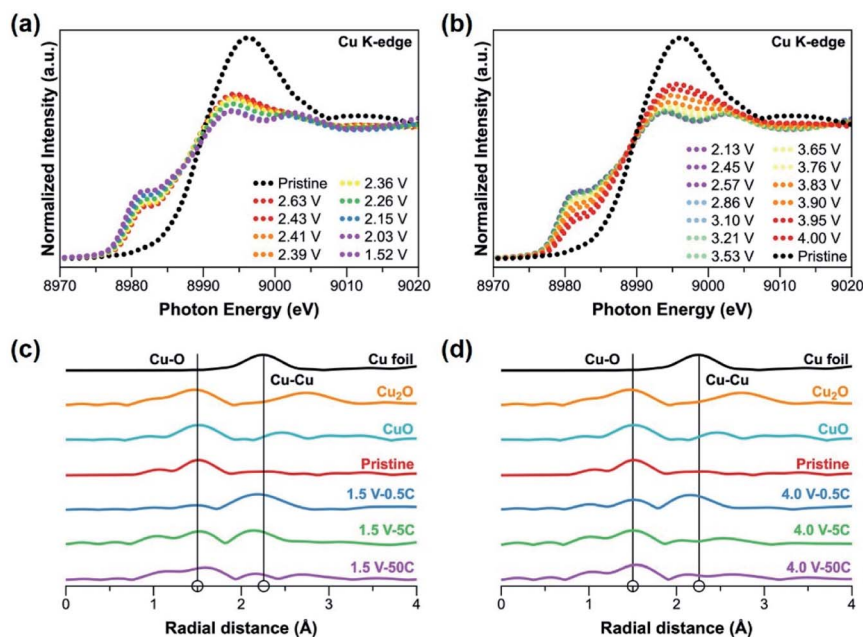 (a)
Cu K-edge
Normalized Intensity (a.u.)
Pristine
2.63 V
2.43 V
2.41 V
2.39 V
2.36 V
2.26 V
2.15 V
2.03 V
1.52 V
8970 8980 8990 9000 9010 9020
Photon Energy (eV)
(b)
Cu K-edge
Normalized Intensity (a.u.)
2.13 V
2.45 V
2.57 V
2.86 V
3.10 V
3.21 V
3.53 V
3.65 V
3.76 V
3.83 V
3.90 V
3.95 V
4.00 V
Pristine
8970 8980 8990 9000 9010 9020
Photon Energy (eV)
(c)
Cu-O
Cu foil
Cu-Cu
Cu₂O
CuO
Pristine
1.5 V-0.5C
1.5 V-5C
1.5 V-50C
0 1 2 3 4
Radial distance (Å)
(d)
Cu-O
Cu foil
Cu-Cu
Cu₂O
CuO
Pristine
4.0 V-0.5C
4.0 V-5C
4.0 V-50C
0 1 2 3 4
Radial distance (Å)